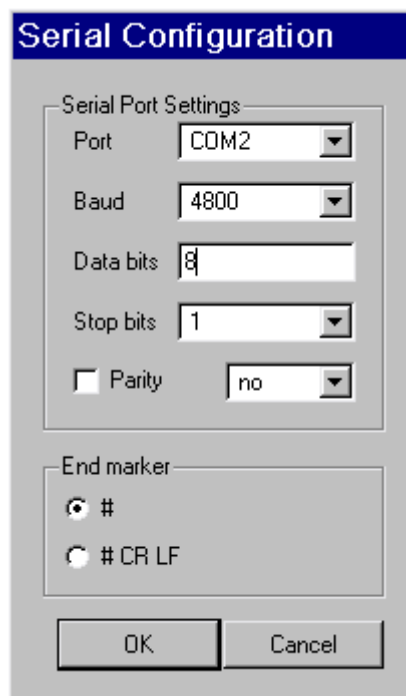 Serial Configuration
Serial Port Settings
Port COM2
Baud 4800
Data bits 8
Stop bits 1
Parity no
End marker
#
# CR LF
OK Cancel